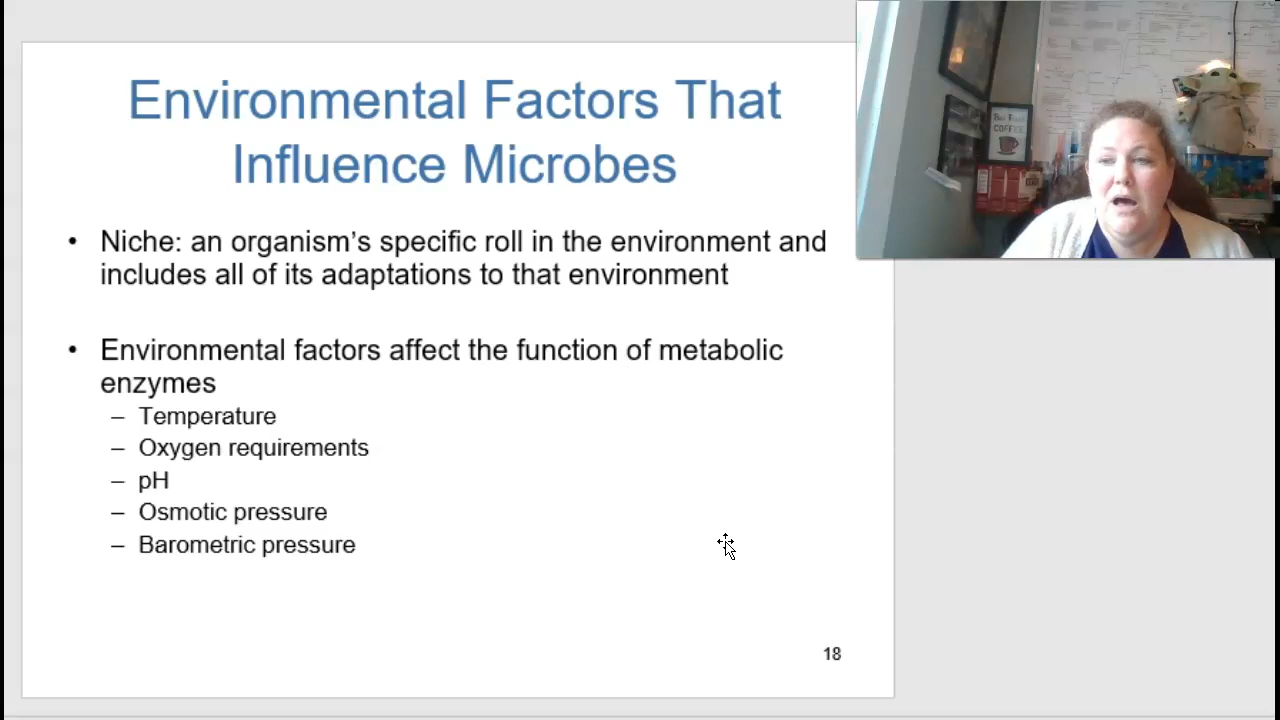 Environmental Factors That
Influence Microbes
• Niche: an organism's specific roll in the environment and
includes all of its adaptations to that environment
• Environmental factors affect the function of metabolic
enzymes
– Temperature
– Oxygen requirements
– pH
– Osmotic pressure
– Barometric pressure
18
COFFEE